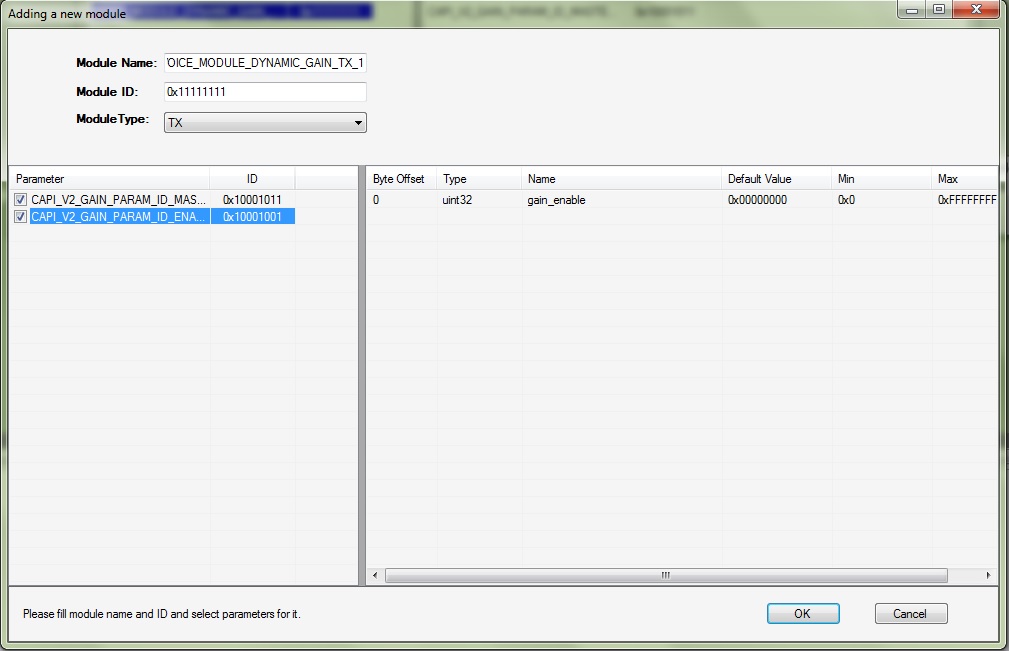 Adding a new module
Module Name: OICE_MODULE_DYNAMIC_GAIN_TX_1
Module ID: 0x11111111
ModuleType: TX
Parameter ID Byte Offset Type Name Default Value Min Max
CAPI_V2_GAIN_PARAM_ID_MAS... 0x10001011 0 uint32 gain_enable 0x00000000 0x0 0xFFFFFFFF
CAPI_V2_GAIN_PARAM_ID_ENA... 0x10001001
Please fill module name and ID and select parameters for it.
OK Cancel